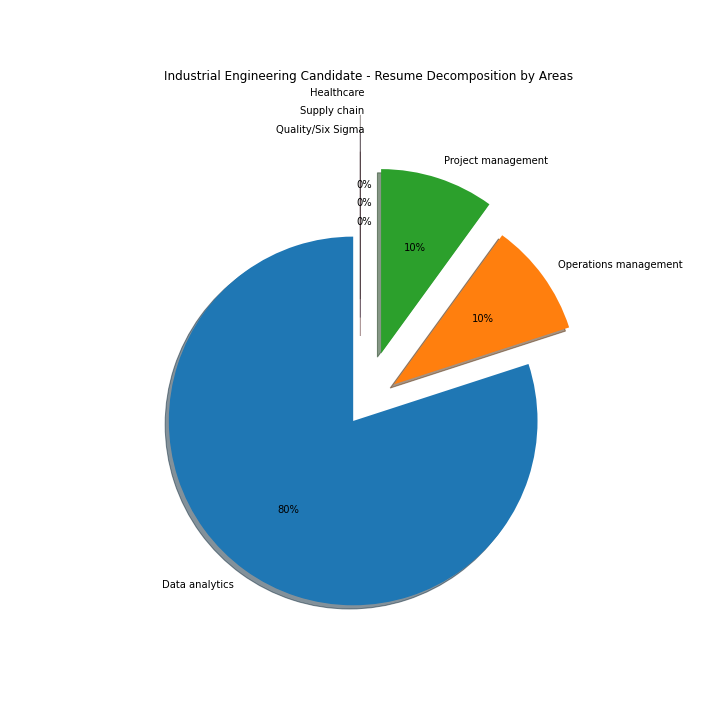 Industrial Engineering Candidate - Resume Decomposition by Areas
Healthcare
Supply chain
Quality/Six Sigma
Project management
0%
0%
0%
10%
Operations management
10%
80%
Data analytics